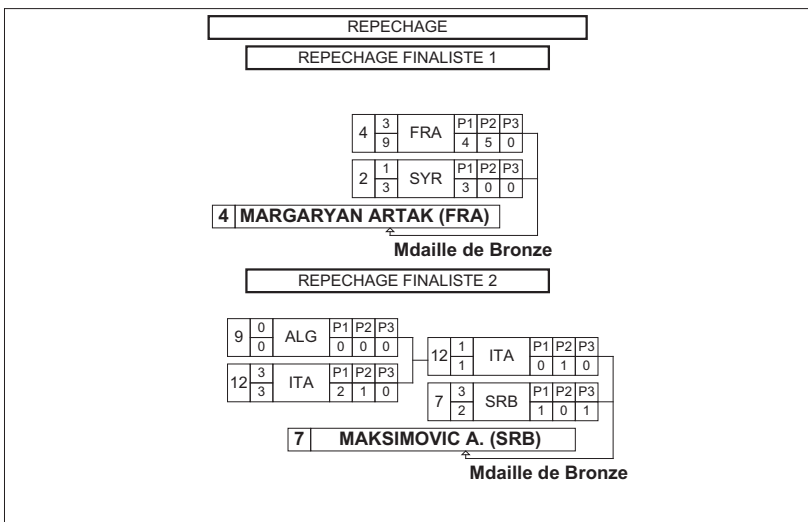 REPECHAGE
REPECHAGE FINALISTE 1
4 3 FRA P1 P2 P3
9 4 5 0
2 1 SYR P1 P2 P3
3 3 0 0
4 MARGARYAN ARTAK (FRA)
Mdaille de Bronze
REPECHAGE FINALISTE 2
9 0 ALG P1 P2 P3
0 0 0 0
12 3 ITA P1 P2 P3
3 2 1 0
12 1 ITA P1 P2 P3
1 0 1 0
7 3 SRB P1 P2 P3
2 1 0 1
7 MAKSIMOVIC A. (SRB)
Mdaille de Bronze